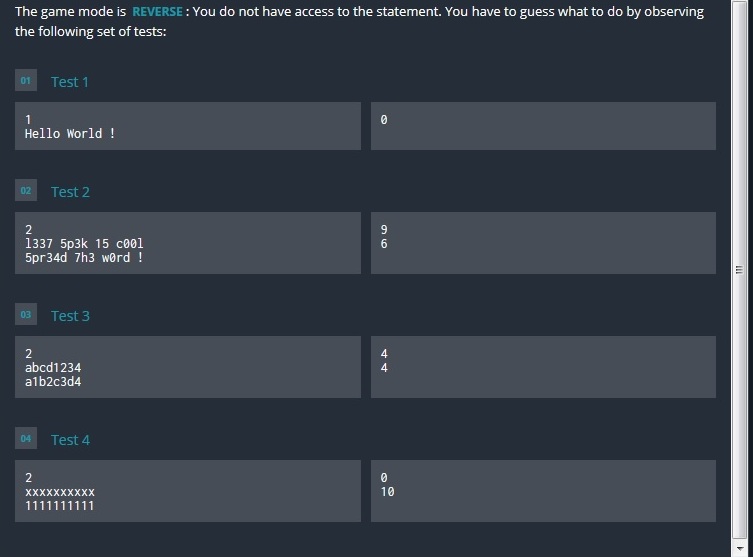 The game mode is REVERSE : You do not have access to the statement. You have to guess what to do by observing
the following set of tests:
01 Test 1
1
Hello World !
0
02 Test 2
2
l337 5p3k 15 c00l
5pr34d 7h3 w0rd !
9
6
03 Test 3
2
abcd1234
a1b2c3d4
4
4
04 Test 4
2
xxxxxxxxxx
1111111111
0
10